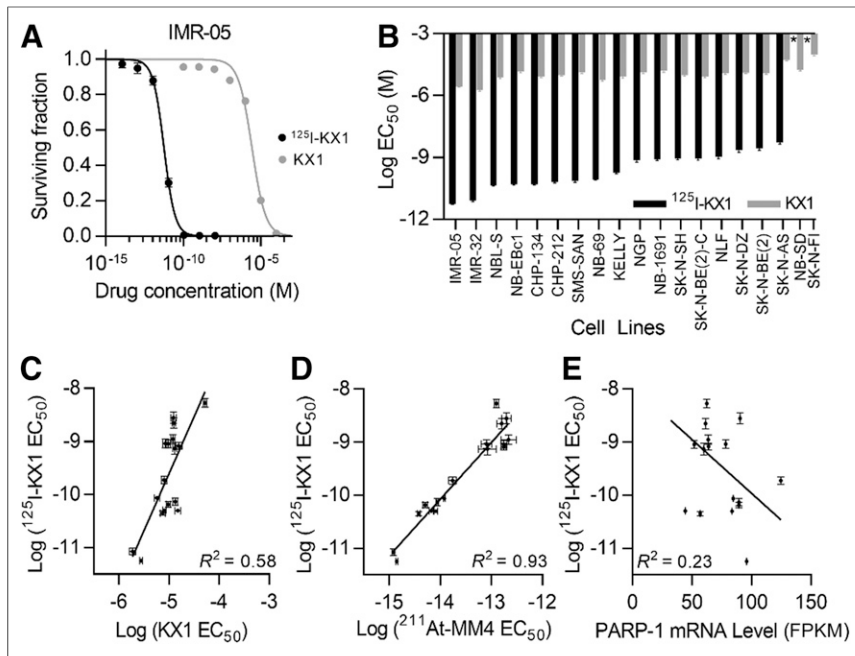 A
IMR-05
Surviving fraction
1.0
0.8
0.6
0.4
0.2
0.0
10⁻¹⁵
10⁻¹⁰
10⁻⁵
Drug concentration (M)
¹²⁵I-KX1
KX1
B
Log EC₅₀ (M)
-3
-6
-9
-12
* *
¹²⁵I-KX1 KX1
IMR-05
IMR-32
NBL-S
NB-EBc1
CHP-134
CHP-212
SMS-SAN
NB-69
KELLY
NGP
NB-1691
SK-N-SH
SK-N-BE(2)-C
NLF
SK-N-DZ
SK-N-BE(2)
SK-N-AS
NB-SD
SK-N-FI
Cell Lines
C
Log (¹²⁵I-KX1 EC₅₀)
-8
-9
-10
-11
R² = 0.58
-6 -5 -4 -3
Log (KX1 EC₅₀)
D
Log (¹²⁵I-KX1 EC₅₀)
-8
-9
-10
-11
R² = 0.93
-15 -14 -13 -12
Log (²¹¹At-MM4 EC₅₀)
E
Log (¹²⁵I-KX1 EC₅₀)
-8
-9
-10
-11
R² = 0.23
0 50 100 150
PARP-1 mRNA Level (FPKM)